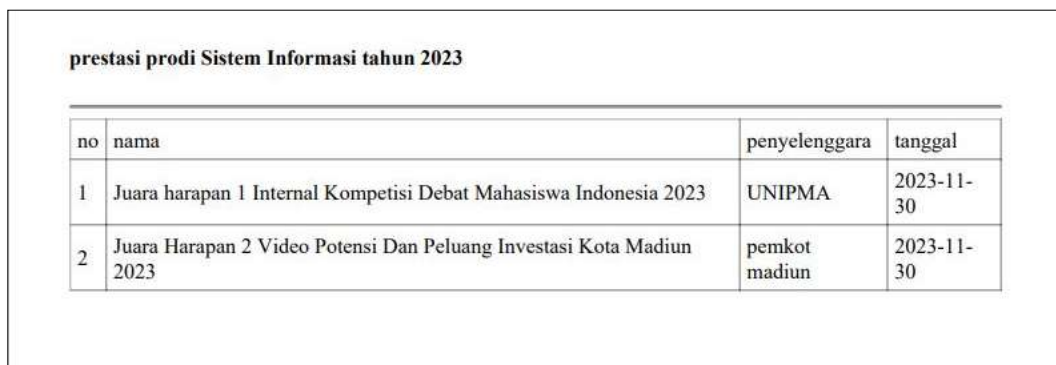 prestasi prodi Sistem Informasi tahun 2023
no nama penyelenggara tanggal
1 Juara harapan 1 Internal Kompetisi Debat Mahasiswa Indonesia 2023 UNIPMA 2023-11-
30
2 Juara Harapan 2 Video Potensi Dan Peluang Investasi Kota Madiun pemkot 2023-11-
2023 madiun 30